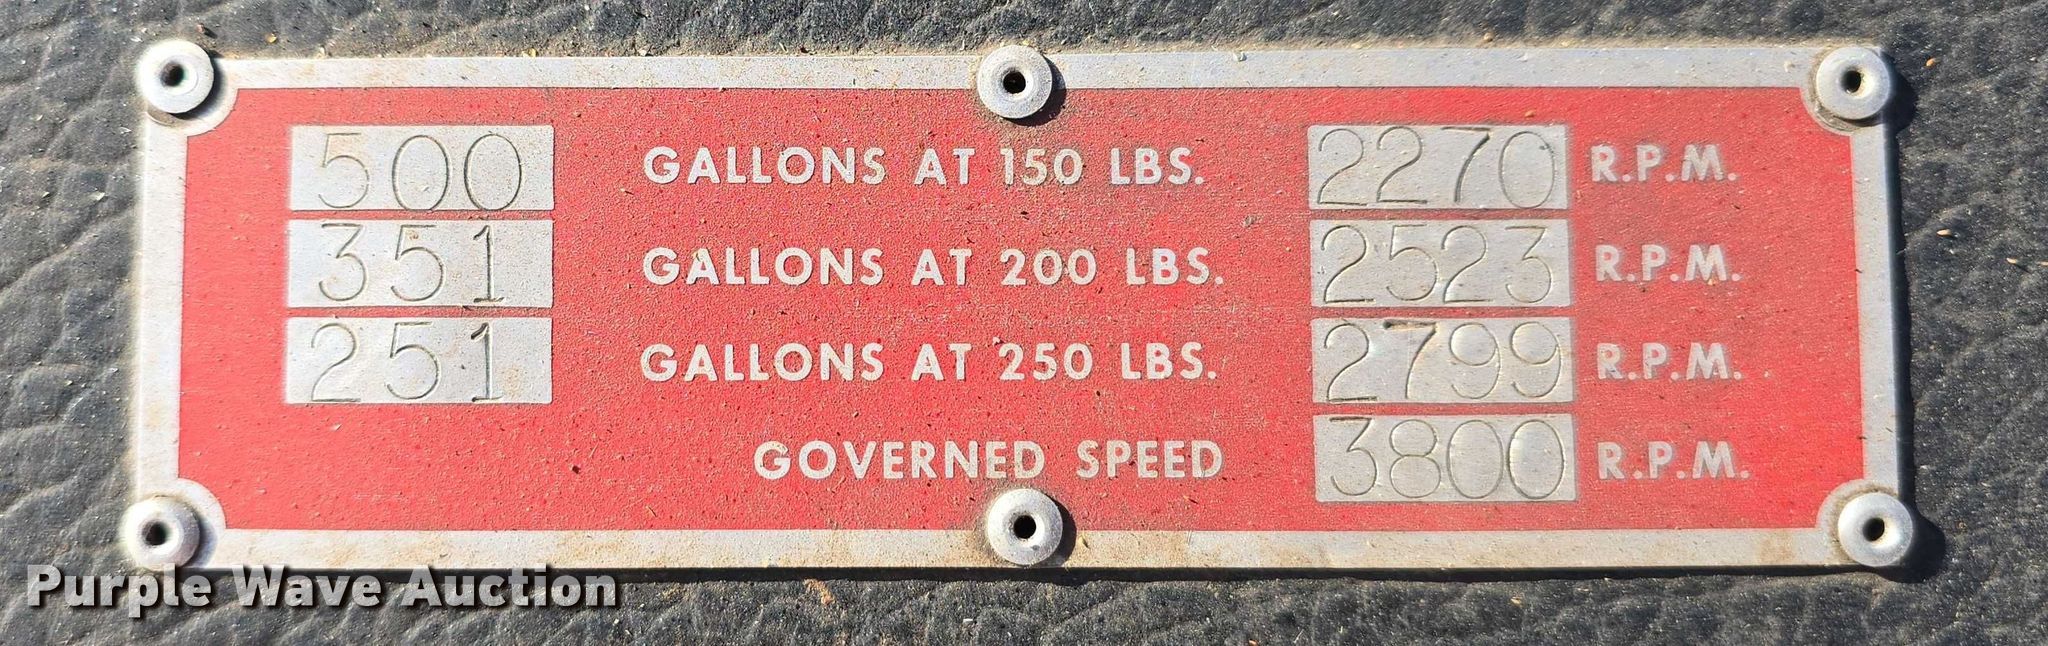 500 GALLONS AT 150 LBS. 2270 R.P.M.
351 GALLONS AT 200 LBS. 2523 R.P.M.
251 GALLONS AT 250 LBS. 2799 R.P.M.
GOVERNED SPEED 3800 R.P.M.
Purple Wave Auction